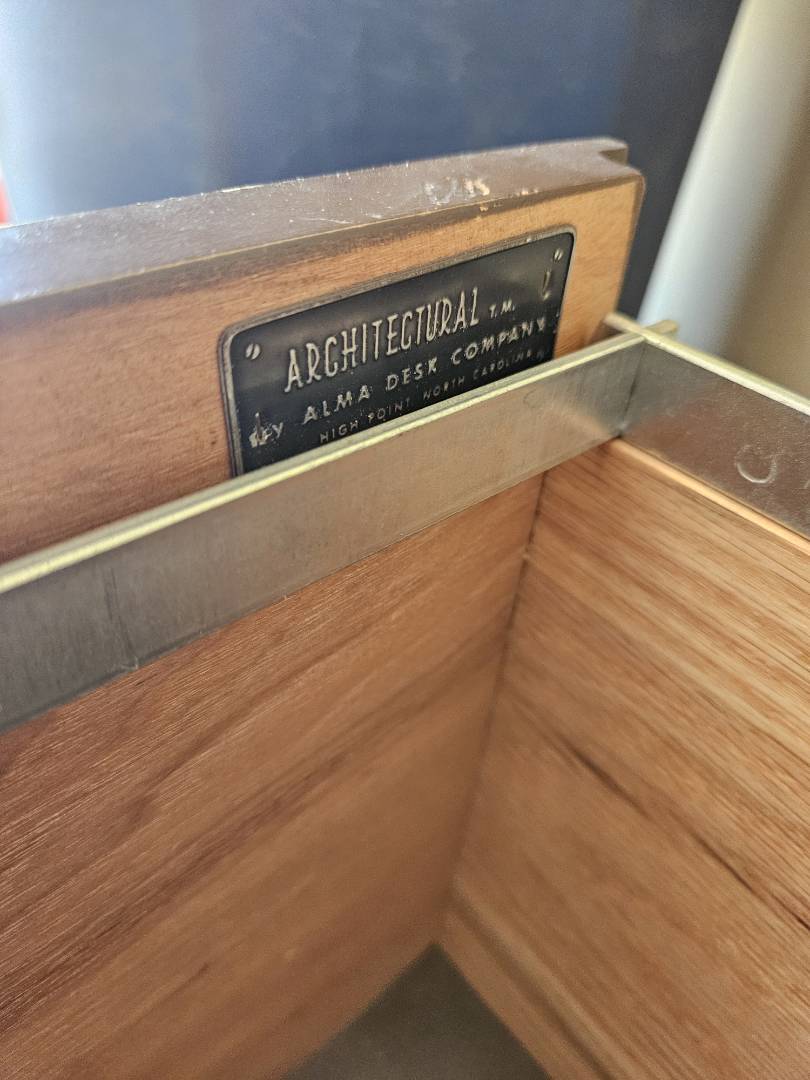 ARCHITECTURAL T.M.
BY ALMA DESK COMPANY
HIGH POINT, NORTH CAROLINA